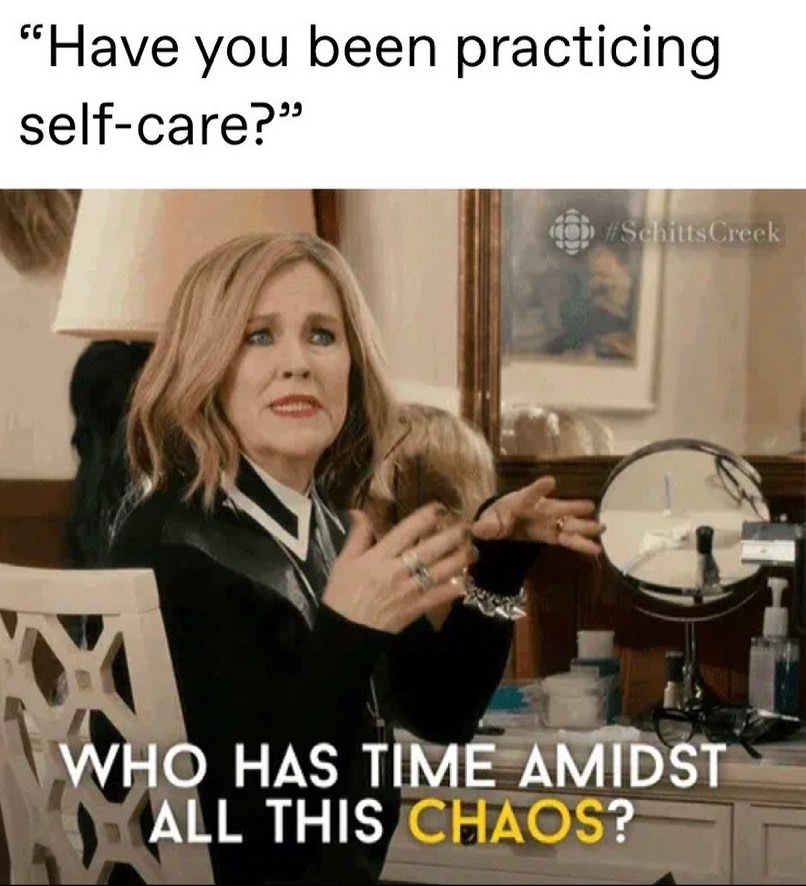 “Have you been practicing
self-care?”
#SchittsCreek
WHO HAS TIME AMIDST
ALL THIS CHAOS?